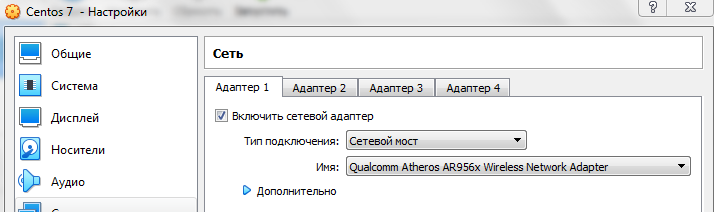 Centos 7 - Настройки
Общие
Система
Дисплей
Носители
Аудио
Сеть
Адаптер 1 Адаптер 2 Адаптер 3 Адаптер 4
Включить сетевой адаптер
Тип подключения: Сетевой мост
Имя: Qualcomm Atheros AR956x Wireless Network Adapter
Дополнительно